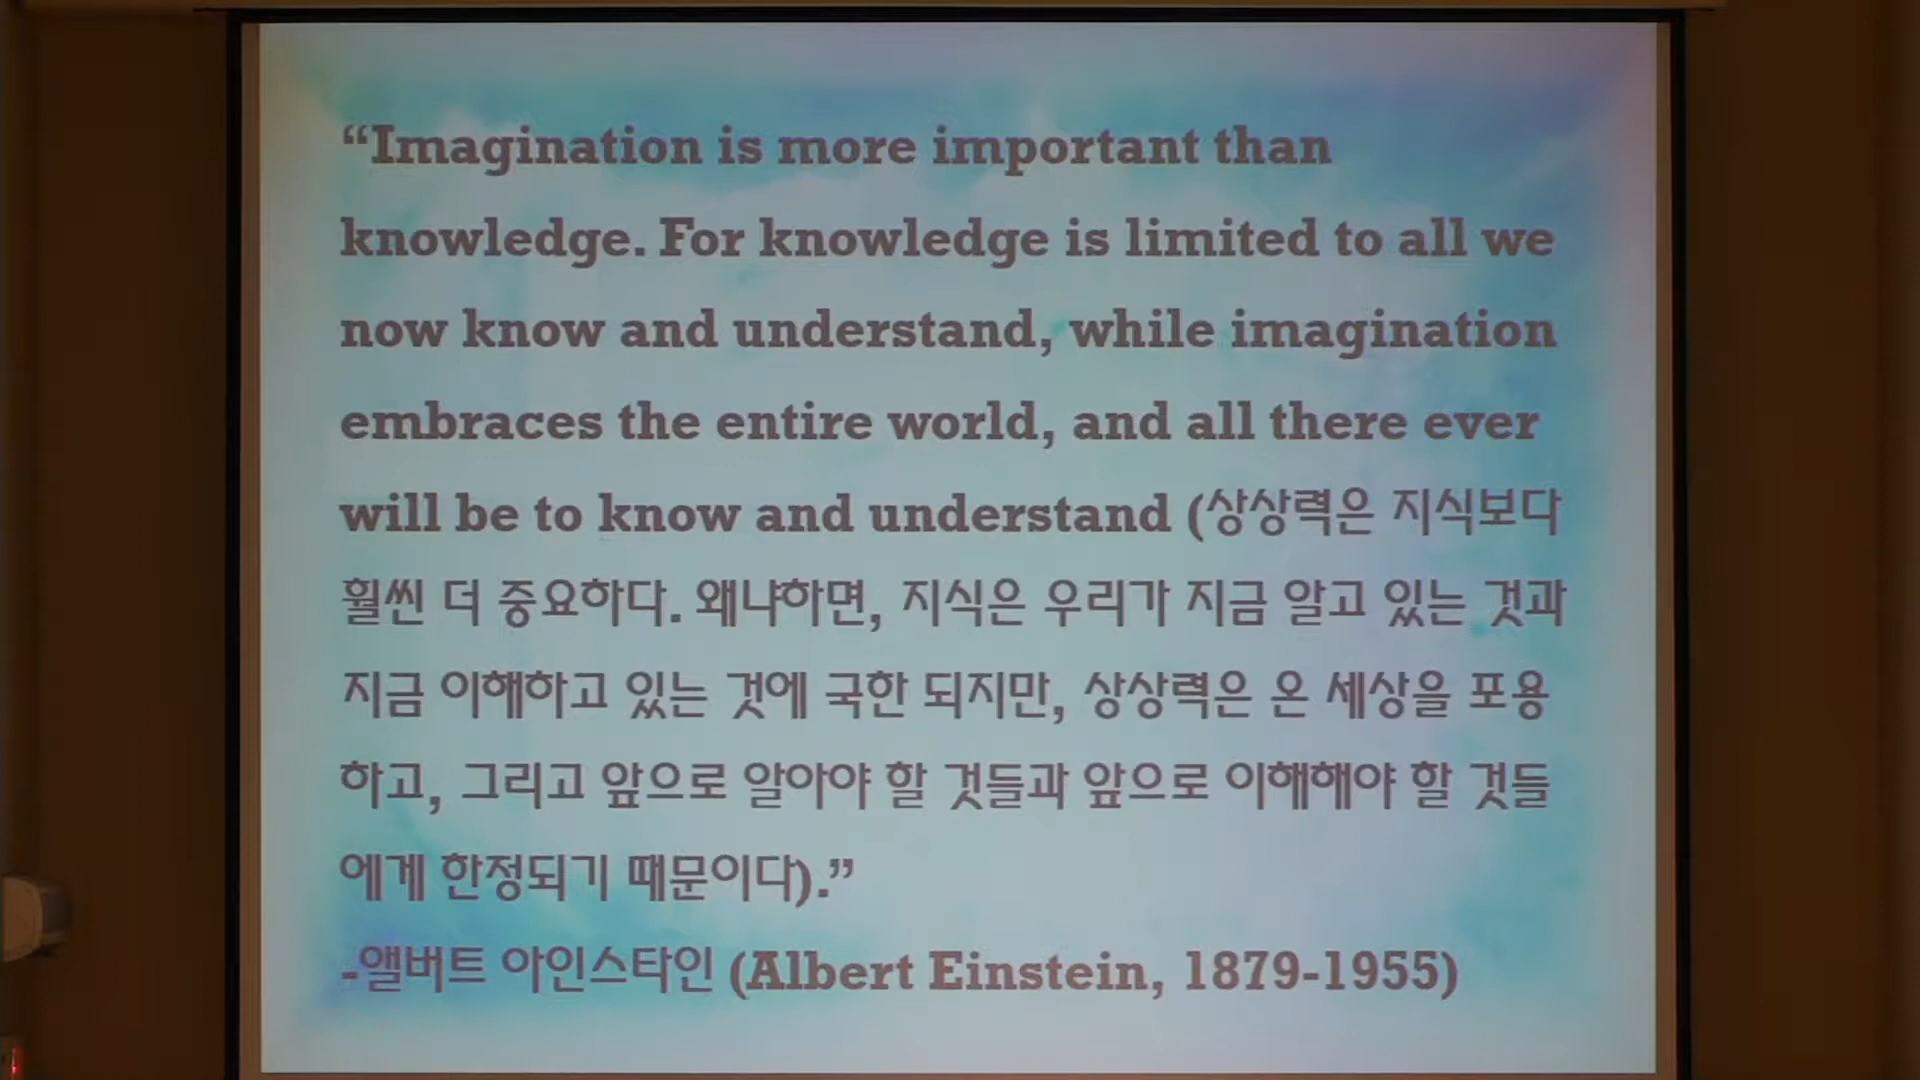 “Imagination is more important than
knowledge. For knowledge is limited to all we
now know and understand, while imagination
embraces the entire world, and all there ever
will be to know and understand (상상력은 지식보다
훨씬 더 중요하다. 왜냐하면, 지식은 우리가 지금 알고 있는 것과
지금 이해하고 있는 것에 국한 되지만, 상상력은 온 세상을 포용
하고, 그리고 앞으로 알아야 할 것들과 앞으로 이해해야 할 것들
에게 한정되기 때문이다).”
-앨버트 아인스타인 (Albert Einstein, 1879-1955)